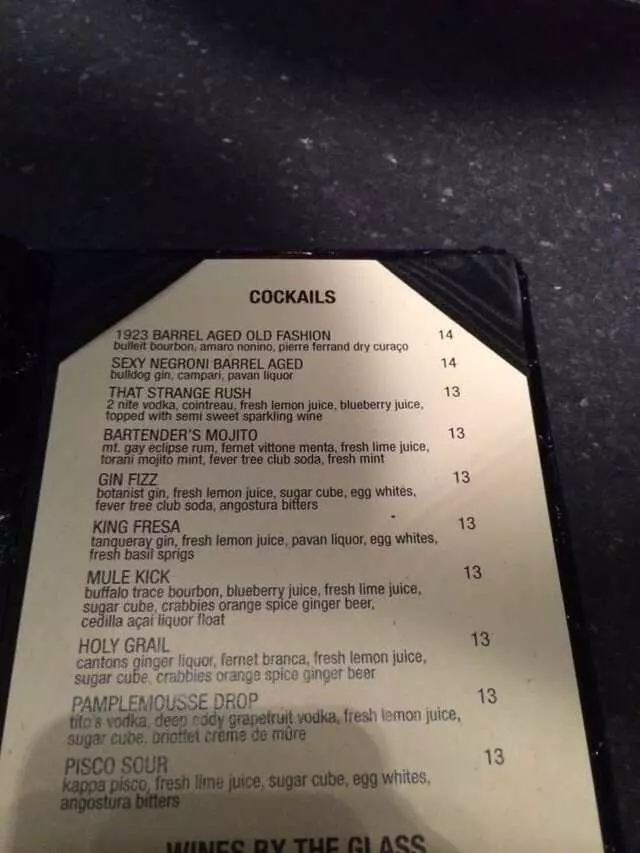 COCKAILS
1923 BARREL AGED OLD FASHION 14
bulleit bourbon, amaro nonino, pierre ferrand dry curaço
SEXY NEGRONI BARREL AGED 14
bulldog gin, campari, pavan liquor
THAT STRANGE RUSH 13
2 nite vodka, cointreau, fresh lemon juice, blueberry juice,
topped with semi sweet sparkling wine
BARTENDER'S MOJITO 13
mt. gay eclipse rum, fernet vittone menta, fresh lime juice,
torani mojito mint, fever tree club soda, fresh mint
GIN FIZZ 13
botanist gin, fresh lemon juice, sugar cube, egg whites,
fever tree club soda, angostura bitters
KING FRESA 13
tanqueray gin, fresh lemon juice, pavan liquor, egg whites,
fresh basil sprigs
MULE KICK 13
buffalo trace bourbon, blueberry juice, fresh lime juice,
sugar cube, crabbies orange spice ginger beer,
cedilla açai liquor float
HOLY GRAIL 13
cantons ginger liquor, fernet branca, fresh lemon juice,
sugar cube, crabbies orange spice ginger beer
PAMPLEMOUSSE DROP 13
tito's vodka, deep eddy grapefruit vodka, fresh lemon juice,
sugar cube, briottet crème de mûre
PISCO SOUR 13
kappa pisco, fresh lime juice, sugar cube, egg whites,
angostura bitters
WINES BY THE GLASS